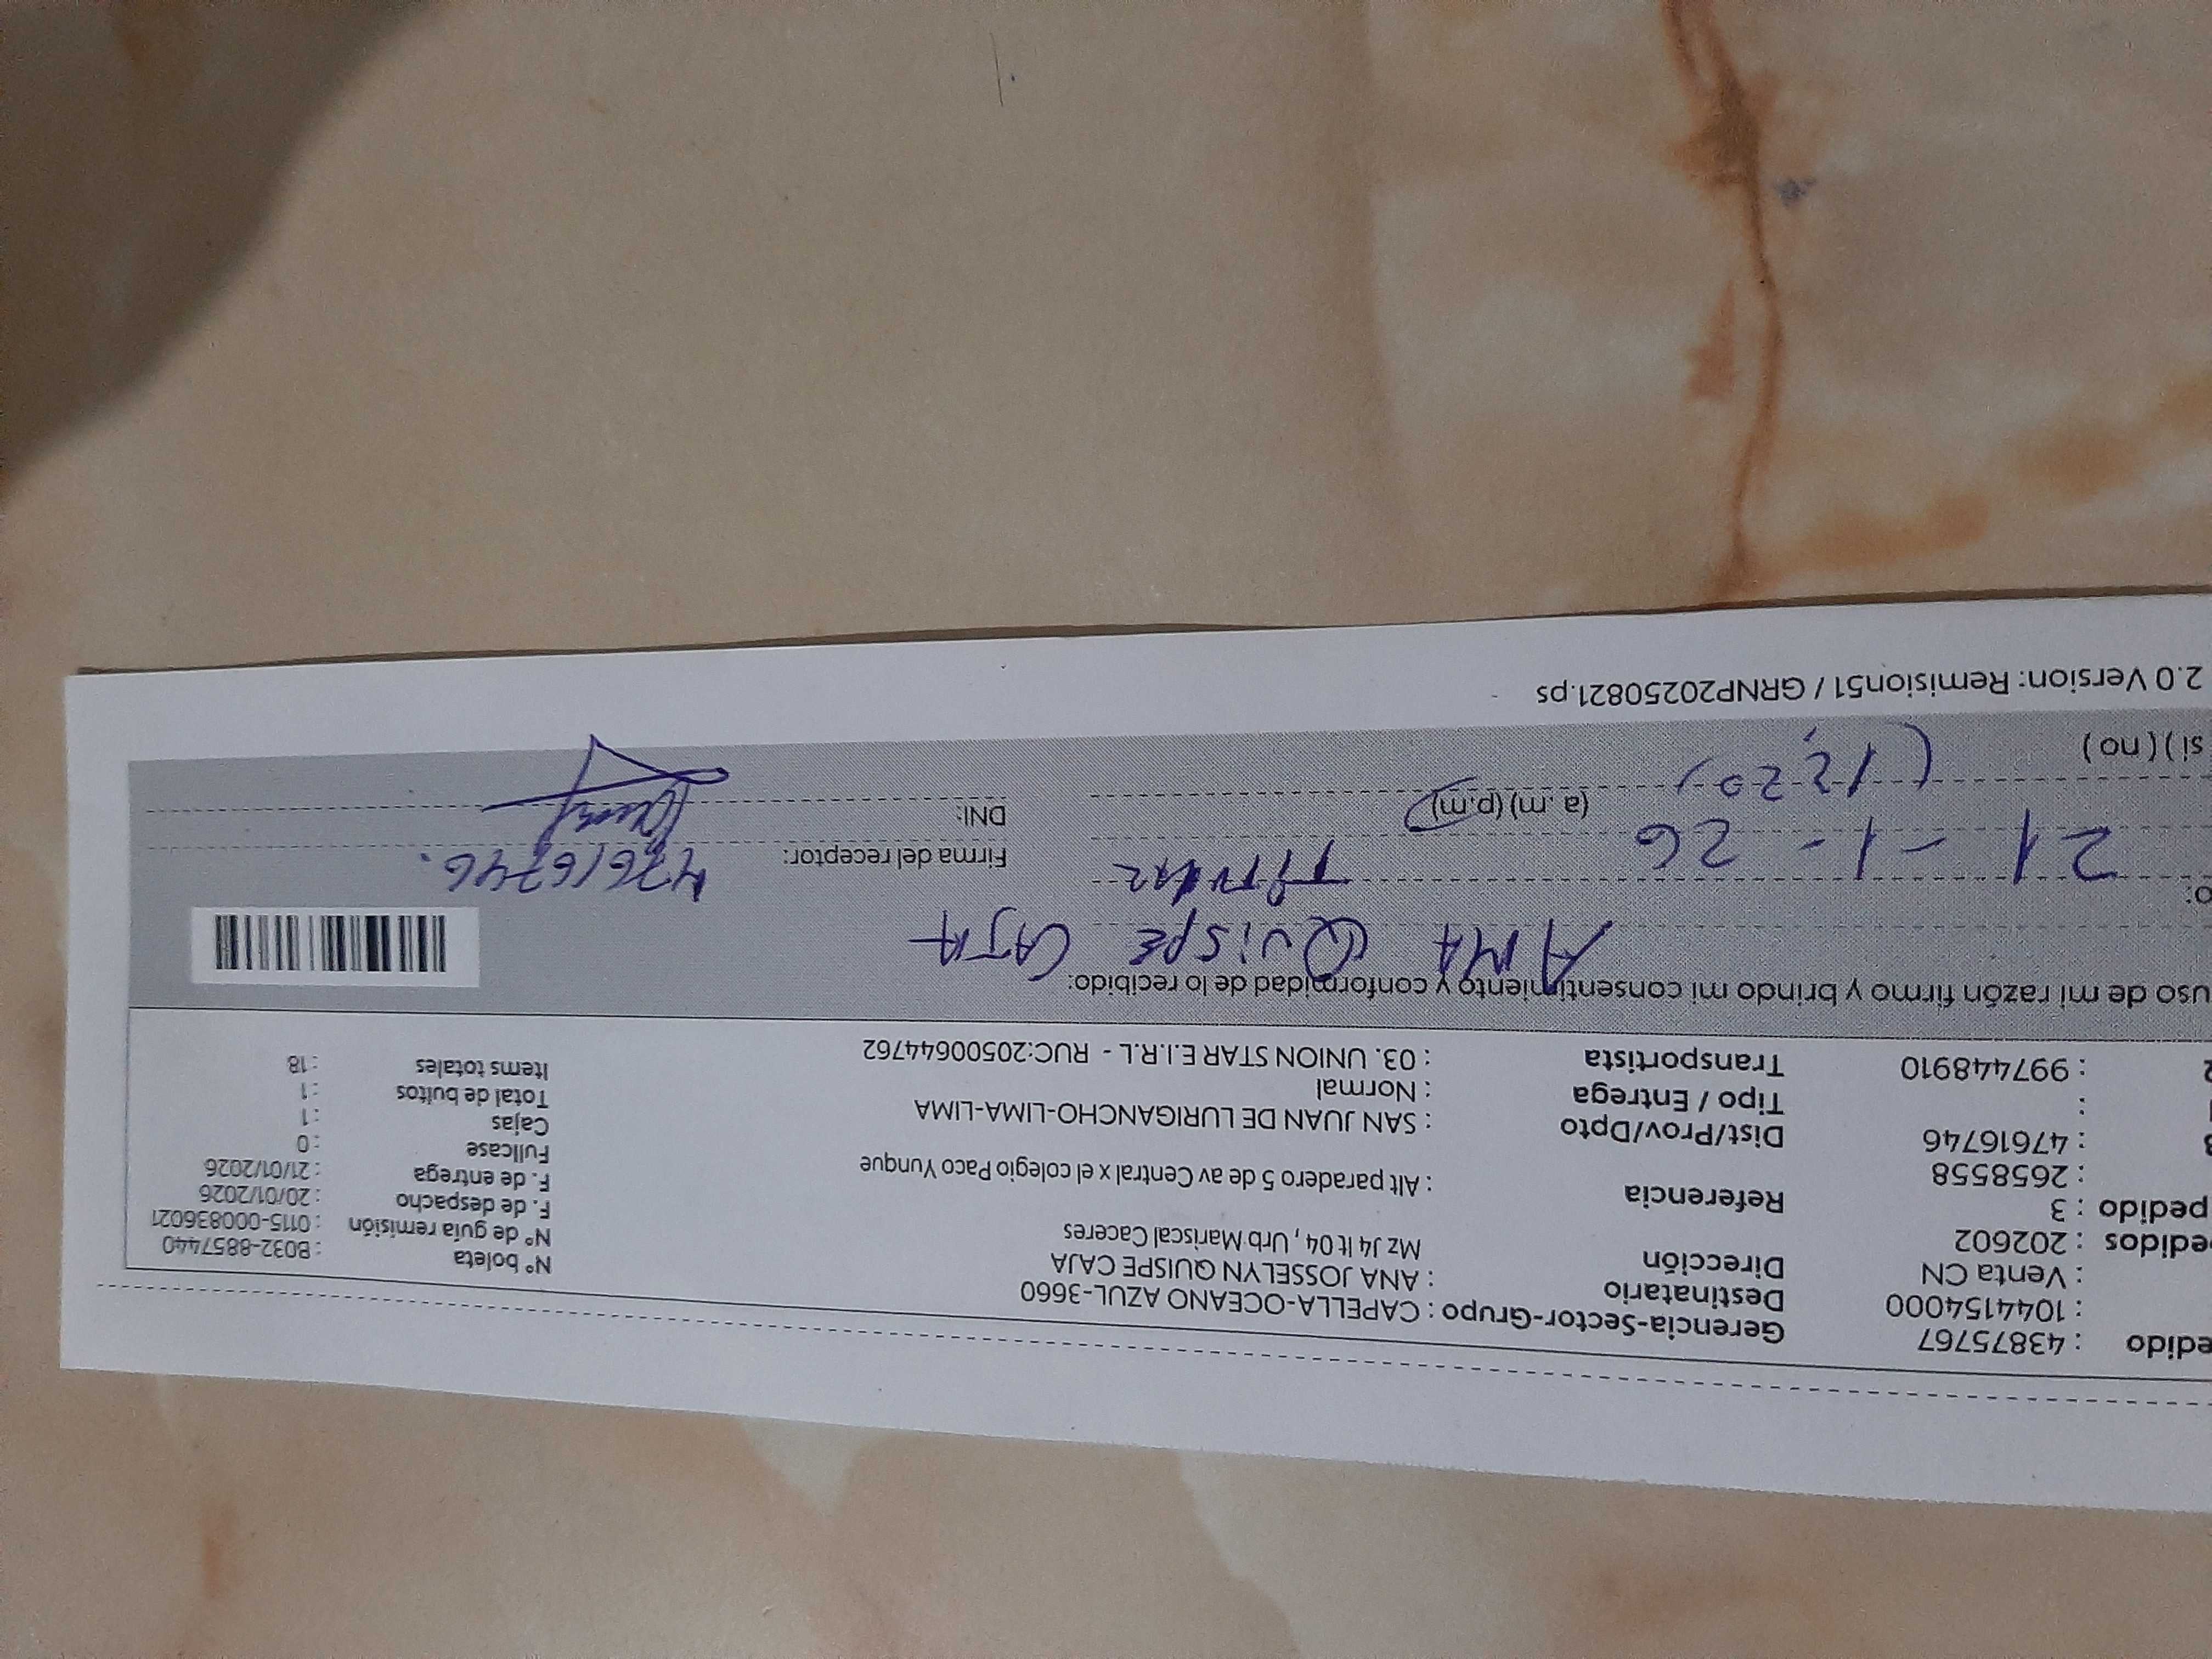 edido : 43875767
: 1044154000
: Venta CN
edidos : 202602
pedido : 3
: 2658558
: 47616746
:
: 997448910
Gerencia-Sector-Grupo : CAPELLA-OCEANO AZUL-3660
Destinatario : ANA JOSSELYN QUISPE CAJA
Dirección Mz J4 lt 04 , Urb Mariscal Caceres
Referencia : Alt paradero 5 de av Central x el colegio Paco Yunque
Dist/Prov/Dpto : SAN JUAN DE LURIGANCHO-LIMA-LIMA
Tipo / Entrega : Normal
Transportista : 03. UNION STAR E.I.R.L - RUC:20500644762
N° boleta : B032-8857440
N° de guía remisión : 0115-000836021
F. de despacho : 20/01/2026
F. de entrega : 21/01/2026
Fullcase : 0
Cajas : 1
Total de bultos : 1
Items totales : 18
uso de mi razón firmo y brindo mi consentimiento y conformidad de lo recibido:
ANA QUISPE CAJA
o:
21 - 1 - 26 TITULAR
Firma del receptor: 47616746.
(a. m) (p.m) DNI:
si ) ( no ) (12:20)
2.0 Version: Remision51 / GRNP20250821.ps